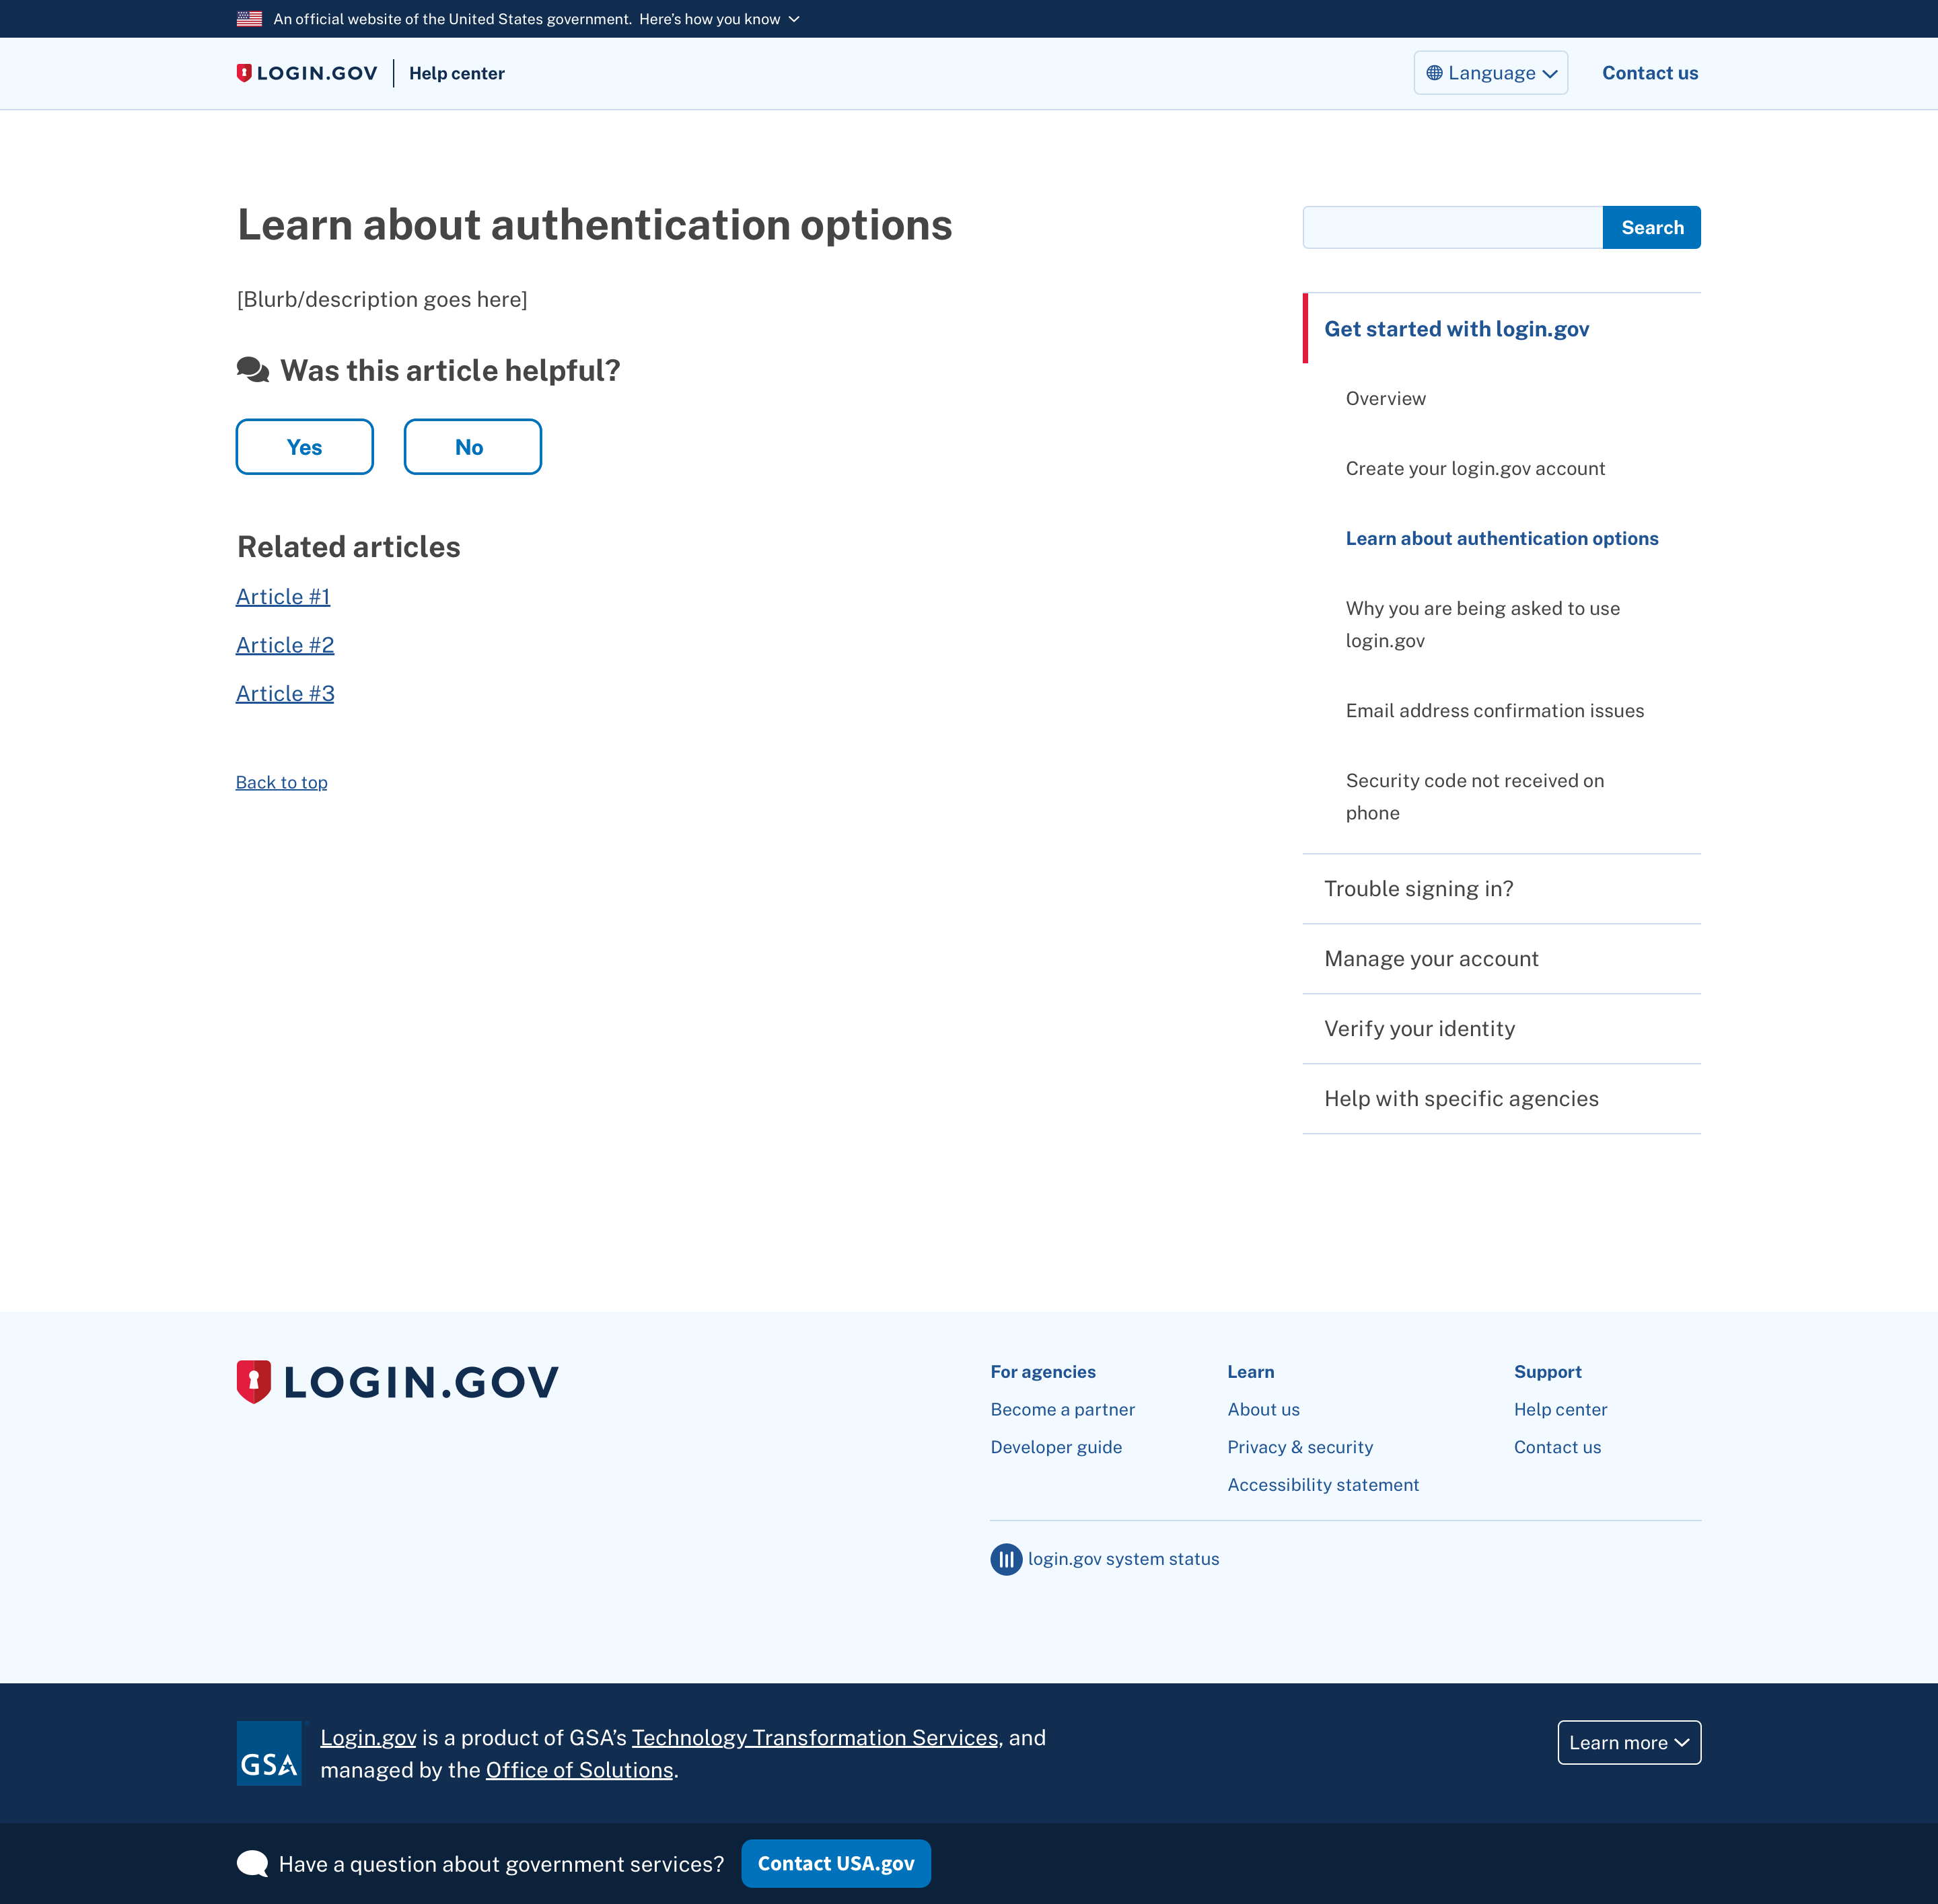 An official website of the United States government. Here’s how you know
LOGIN.GOV
Help center
Language
Contact us
Learn about authentication options
[Blurb/description goes here]
Was this article helpful?
Yes
No
Related articles
Article #1
Article #2
Article #3
Back to top
Search
Get started with login.gov
Overview
Create your login.gov account
Learn about authentication options
Why you are being asked to use
login.gov
Email address confirmation issues
Security code not received on
phone
Trouble signing in?
Manage your account
Verify your identity
Help with specific agencies
LOGIN.GOV
For agencies
Become a partner
Developer guide
Learn
About us
Privacy & security
Accessibility statement
Support
Help center
Contact us
login.gov system status
GSA
Login.gov is a product of GSA’s Technology Transformation Services, and
managed by the Office of Solutions.
Learn more
Have a question about government services?
Contact USA.gov